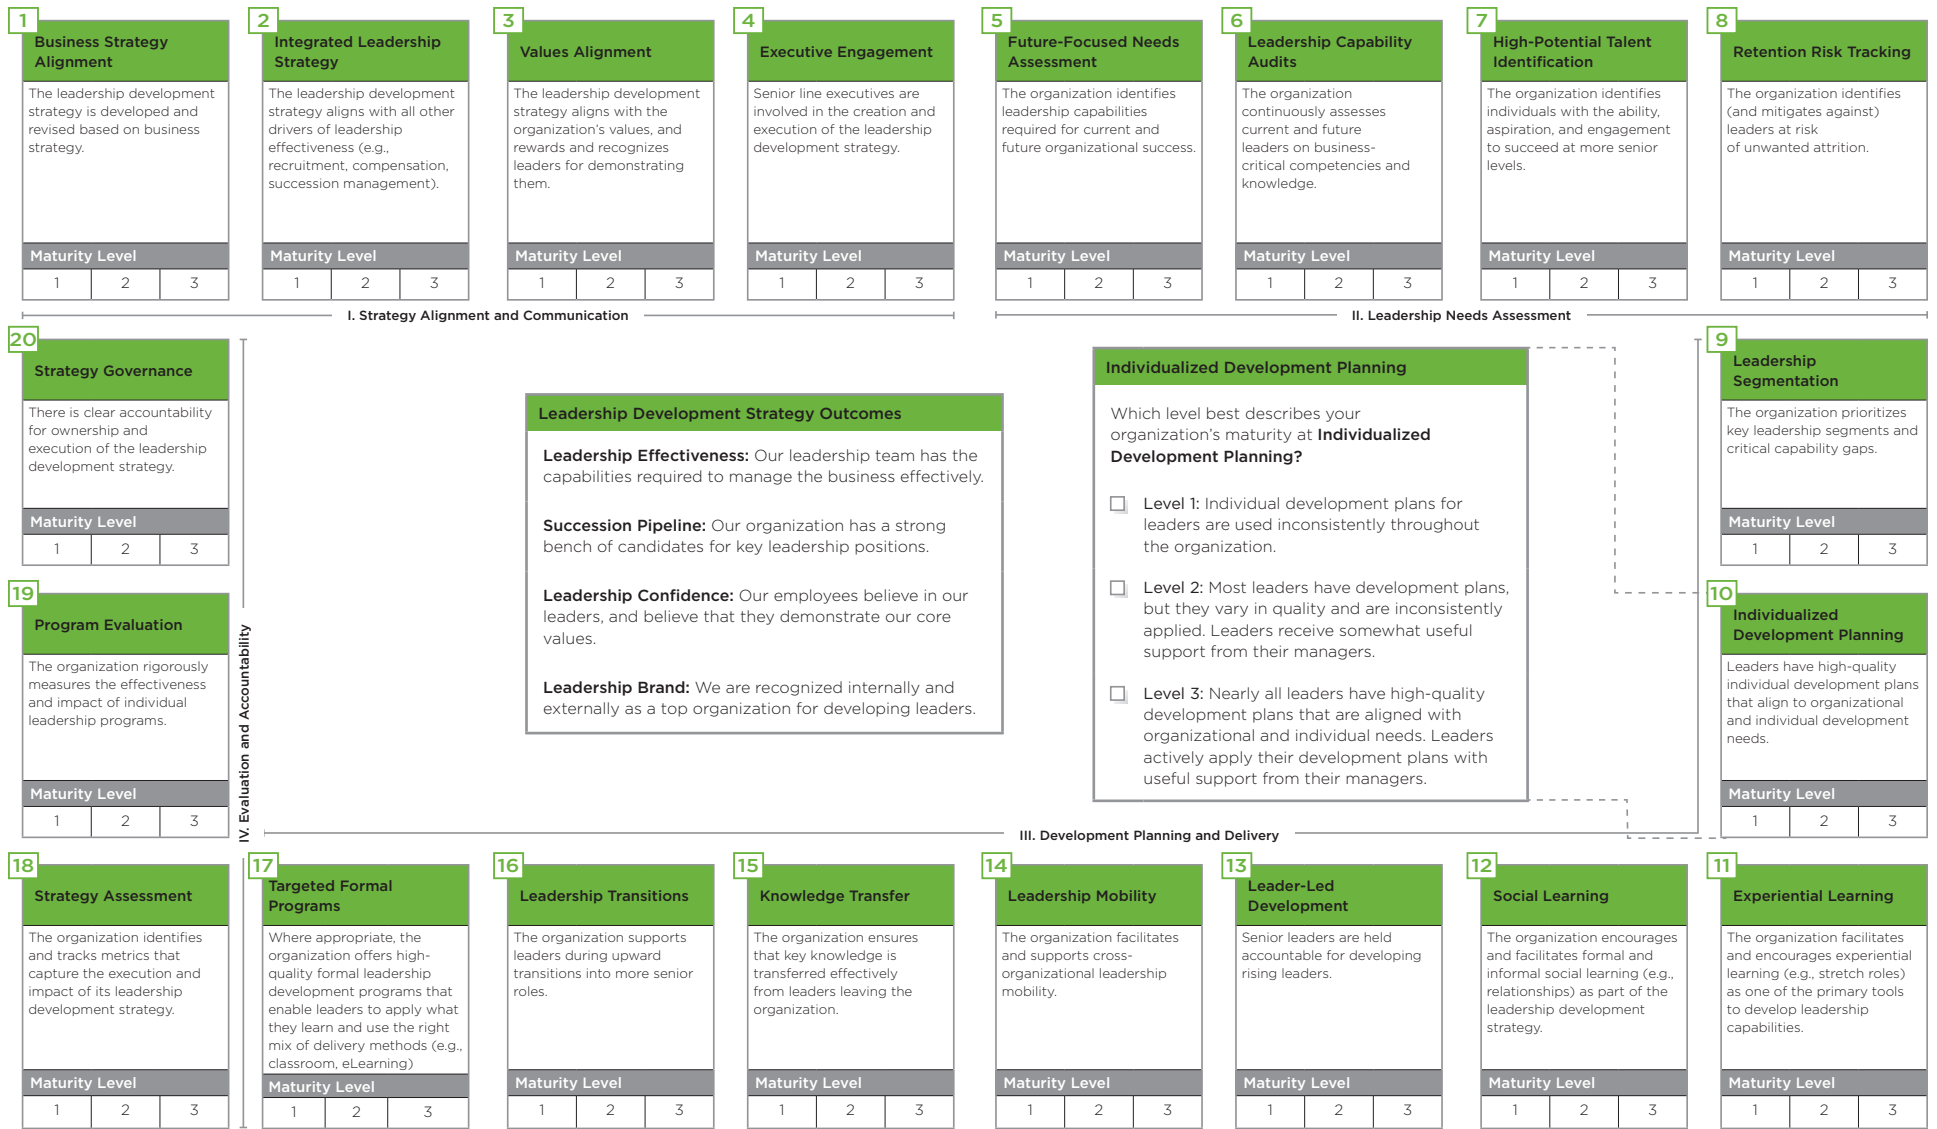 1
Business Strategy
Alignment
The leadership development
strategy is developed and
revised based on business
strategy.
Maturity Level
1 2 3
2
Integrated Leadership
Strategy
The leadership development
strategy aligns with all other
drivers of leadership
effectiveness (e.g.,
recruitment, compensation,
succession management).
Maturity Level
1 2 3
3
Values Alignment
The leadership development
strategy aligns with the
organization’s values, and
rewards and recognizes
leaders for demonstrating
them.
Maturity Level
1 2 3
4
Executive Engagement
Senior line executives are
involved in the creation and
execution of the leadership
development strategy.
Maturity Level
1 2 3
5
Future-Focused Needs
Assessment
The organization identifies
leadership capabilities
required for current and
future organizational success.
Maturity Level
1 2 3
6
Leadership Capability
Audits
The organization
continuously assesses
current and future
leaders on business-
critical competencies and
knowledge.
Maturity Level
1 2 3
7
High-Potential Talent
Identification
The organization identifies
individuals with the ability,
aspiration, and engagement
to succeed at more senior
levels.
Maturity Level
1 2 3
8
Retention Risk Tracking
The organization identifies
(and mitigates against)
leaders at risk
of unwanted attrition.
Maturity Level
1 2 3
I. Strategy Alignment and Communication
II. Leadership Needs Assessment
20
Strategy Governance
There is clear accountability
for ownership and
execution of the leadership
development strategy.
Maturity Level
1 2 3
19
Program Evaluation
The organization rigorously
measures the effectiveness
and impact of individual
leadership programs.
Maturity Level
1 2 3
IV. Evaluation and Accountability
Leadership Development Strategy Outcomes
Leadership Effectiveness: Our leadership team has the
capabilities required to manage the business effectively.
Succession Pipeline: Our organization has a strong
bench of candidates for key leadership positions.
Leadership Confidence: Our employees believe in our
leaders, and believe that they demonstrate our core
values.
Leadership Brand: We are recognized internally and
externally as a top organization for developing leaders.
Individualized Development Planning
Which level best describes your
organization’s maturity at Individualized
Development Planning?
Level 1: Individual development plans for
leaders are used inconsistently throughout
the organization.
Level 2: Most leaders have development plans,
but they vary in quality and are inconsistently
applied. Leaders receive somewhat useful
support from their managers.
Level 3: Nearly all leaders have high-quality
development plans that are aligned with
organizational and individual needs. Leaders
actively apply their development plans with
useful support from their managers.
9
Leadership
Segmentation
The organization prioritizes
key leadership segments and
critical capability gaps.
Maturity Level
1 2 3
10
Individualized
Development Planning
Leaders have high-quality
individual development plans
that align to organizational
and individual development
needs.
Maturity Level
1 2 3
III. Development Planning and Delivery
18
Strategy Assessment
The organization identifies
and tracks metrics that
capture the execution and
impact of its leadership
development strategy.
Maturity Level
1 2 3
17
Targeted Formal
Programs
Where appropriate, the
organization offers high-
quality formal leadership
development programs that
enable leaders to apply what
they learn and use the right
mix of delivery methods (e.g.,
classroom, eLearning)
Maturity Level
1 2 3
16
Leadership Transitions
The organization supports
leaders during upward
transitions into more senior
roles.
Maturity Level
1 2 3
15
Knowledge Transfer
The organization ensures
that key knowledge is
transferred effectively
from leaders leaving the
organization.
Maturity Level
1 2 3
14
Leadership Mobility
The organization facilitates
and supports cross-
organizational leadership
mobility.
Maturity Level
1 2 3
13
Leader-Led
Development
Senior leaders are held
accountable for developing
rising leaders.
Maturity Level
1 2 3
12
Social Learning
The organization encourages
and facilitates formal and
informal social learning (e.g.,
relationships) as part of the
leadership development
strategy.
Maturity Level
1 2 3
11
Experiential Learning
The organization facilitates
and encourages experiential
learning (e.g., stretch roles)
as one of the primary tools
to develop leadership
capabilities.
Maturity Level
1 2 3